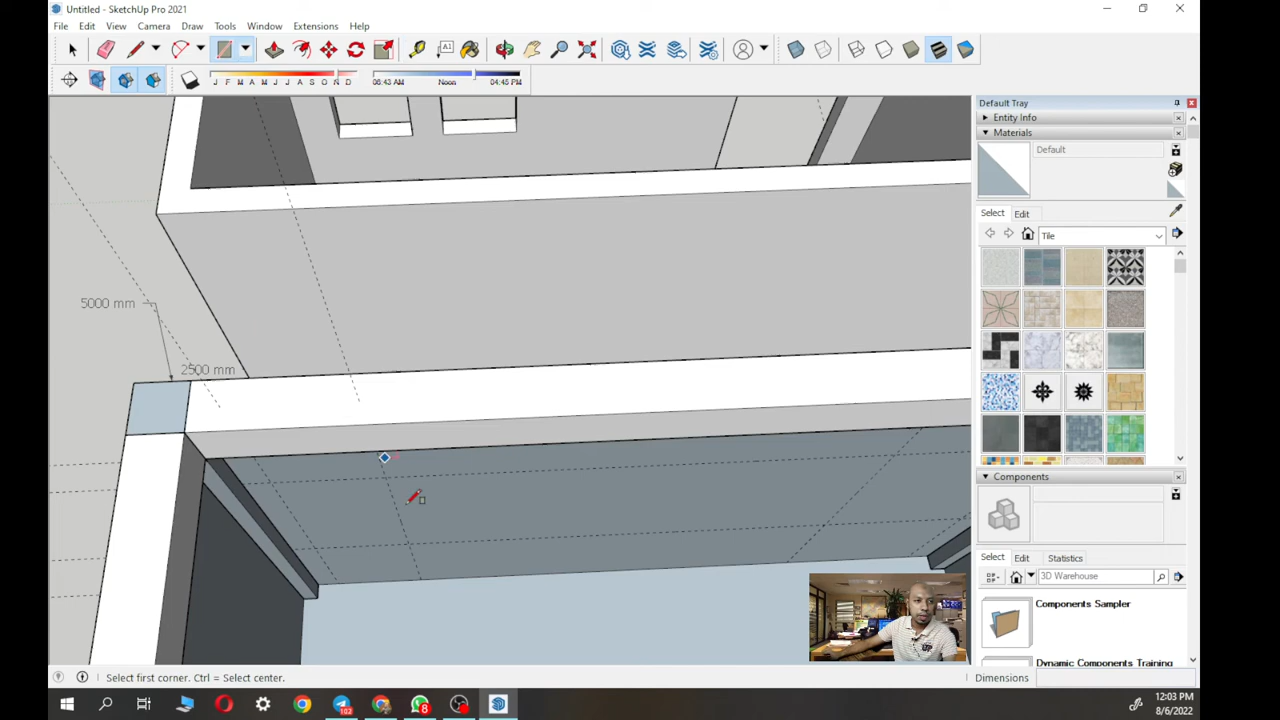 Untitled - SketchUp Pro 2021
File Edit View Camera Draw Tools Window Extensions Help
J F M A M J J A S O N D
06:43 AM Noon 04:45 PM
5000 mm
2500 mm
Default Tray
Entity Info
Materials
Default
Select Edit
Tile
Components
Select Edit Statistics
3D Warehouse
Components Sampler
Dynamic Components Training
UP
Select first corner. Ctrl = Select center.
Dimensions
102
8
12:03 PM
8/6/2022